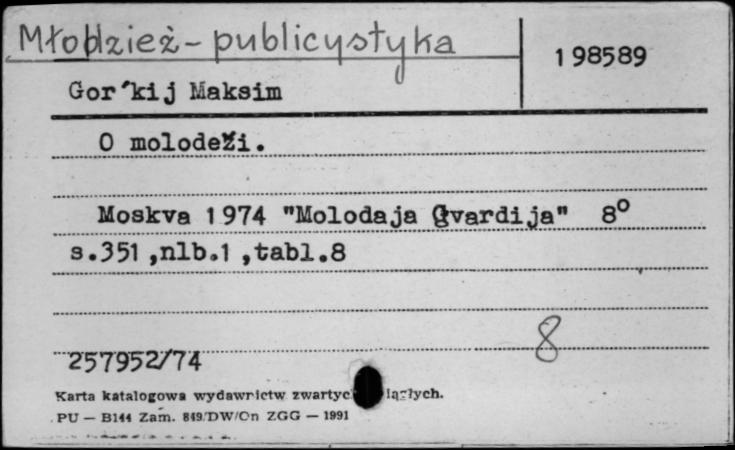 Młodzież - publicystyka
198589
Gor'kij Maksim
O molodeži.
Moskva 1974 "Molodaja Gvardija" 8°
s.351,nlb.1,tabl.8
8
257952/74
Karta katalogowa wydawnictw
PU — B144 Zam. 849/DW/On ZGG — 1991